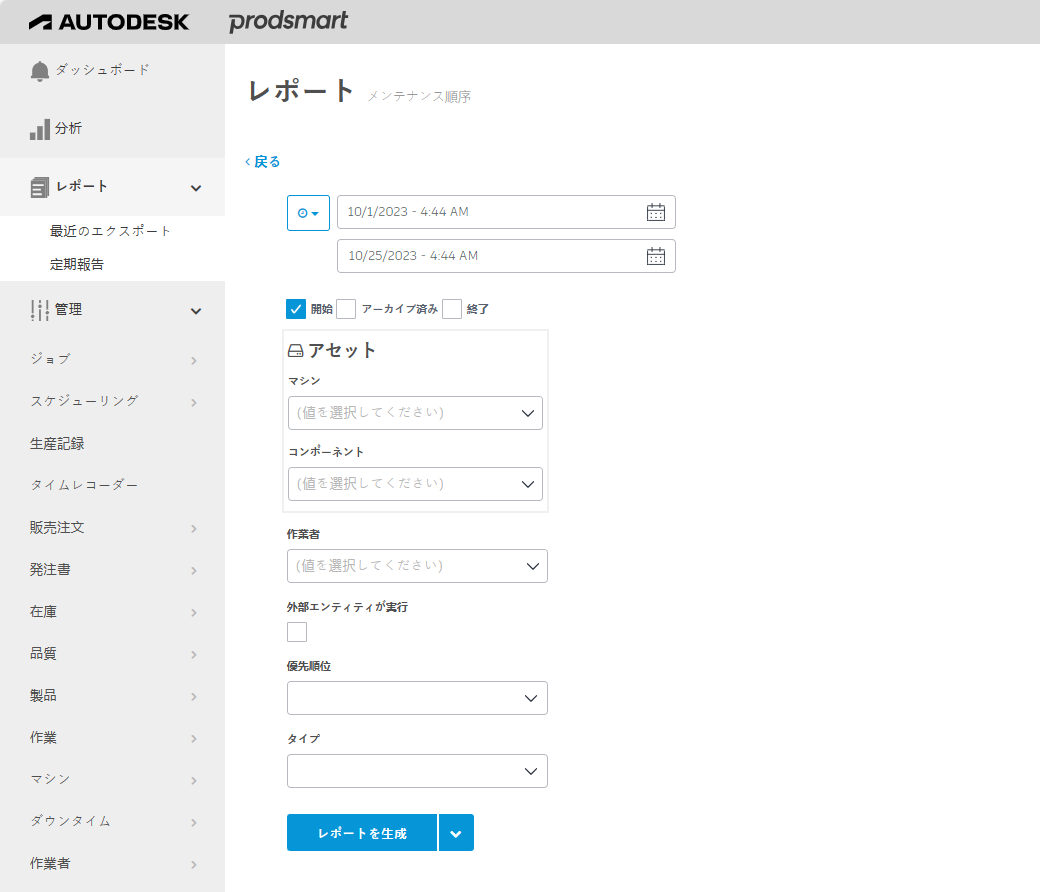 AUTODESK prodsmart
ダッシュボード
分析
レポート
最近のエクスポート
定期報告
管理
ジョブ
スケジューリング
生産記録
タイムレコーダー
販売注文
発注書
在庫
品質
製品
作業
マシン
ダウンタイム
作業者
レポート メンテナンス順序
戻る
10/1/2023 - 4:44 AM
10/25/2023 - 4:44 AM
開始 アーカイブ済み 終了
アセット
マシン
(値を選択してください)
コンポーネント
(値を選択してください)
作業者
(値を選択してください)
外部エンティティが実行
優先順位
タイプ
レポートを生成